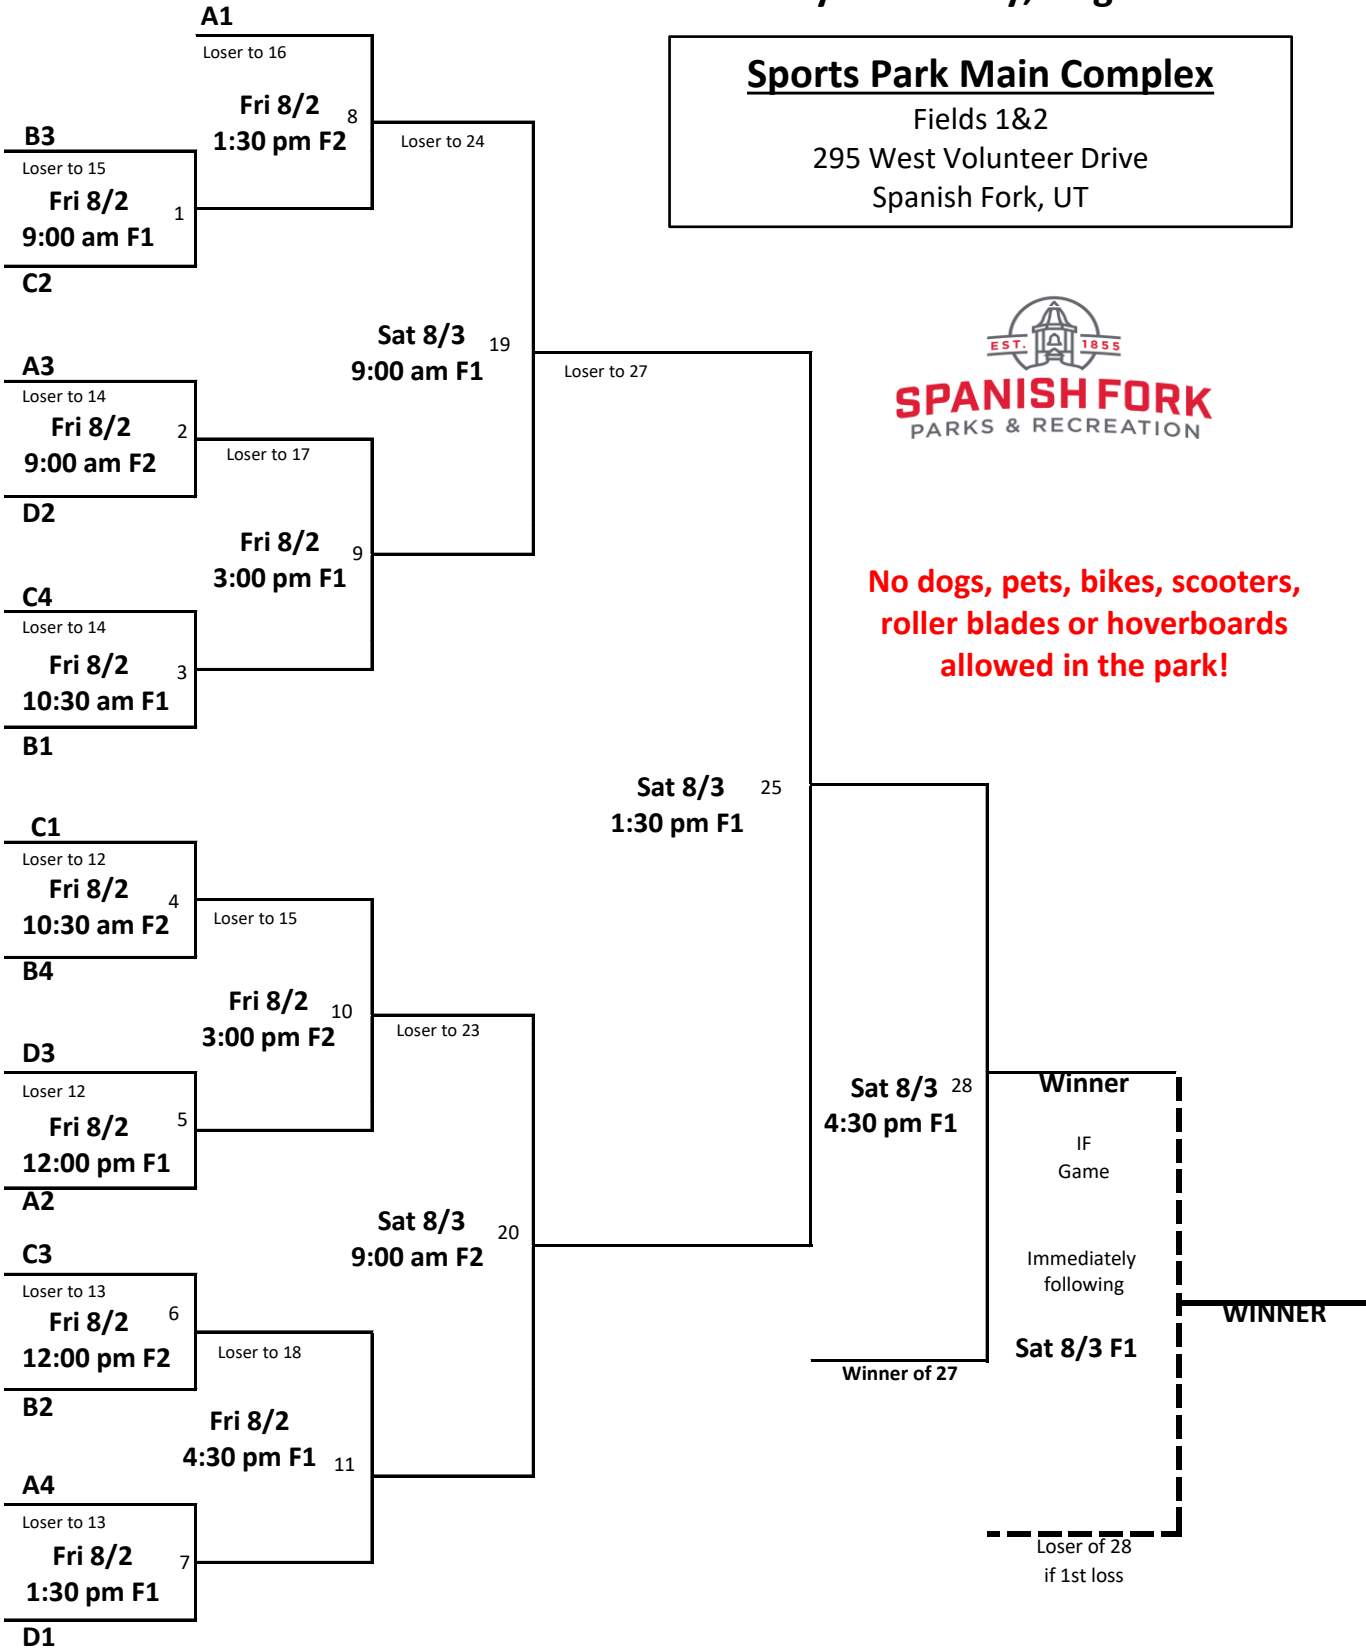 A1
Loser to 16
Fri 8/2
8
1:30 pm F2
Loser to 24
Sports Park Main Complex
Fields 1&2
295 West Volunteer Drive
Spanish Fork, UT
B3
Loser to 15
Fri 8/2
1
9:00 am F1
C2
Sat 8/3
19
9:00 am F1
Loser to 27
EST. 1855
SPANISH FORK
PARKS & RECREATION
A3
Loser to 14
Fri 8/2
2
9:00 am F2
Loser to 17
D2
Fri 8/2
9
3:00 pm F1
No dogs, pets, bikes, scooters,
roller blades or hoverboards
allowed in the park!
C4
Loser to 14
Fri 8/2
3
10:30 am F1
B1
Sat 8/3
25
1:30 pm F1
C1
Loser to 12
Fri 8/2
4
10:30 am F2
Loser to 15
B4
Fri 8/2
10
3:00 pm F2
Loser to 23
D3
Loser 12
Fri 8/2
5
12:00 pm F1
A2
Sat 8/3
28
4:30 pm F1
Winner
IF
Game
Immediately
following
Sat 8/3 F1
WINNER
Sat 8/3
20
9:00 am F2
C3
Loser to 13
Fri 8/2
6
12:00 pm F2
Loser to 18
B2
Winner of 27
Fri 8/2
4:30 pm F1
11
A4
Loser to 13
Fri 8/2
7
1:30 pm F1
D1
Loser of 28
if 1st loss